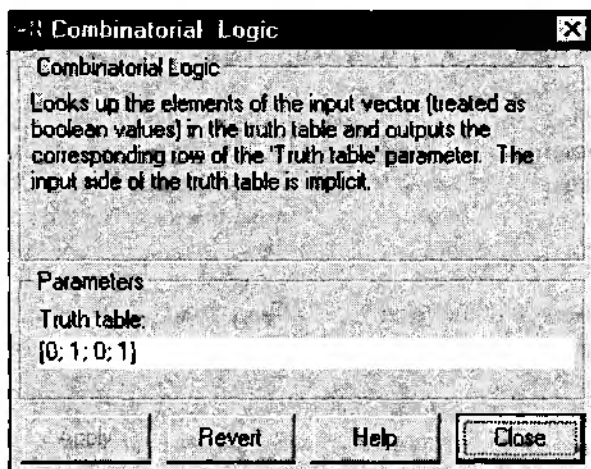 Combinatorial Logic
Combinatorial Logic
Looks up the elements of the input vector (treated as
boolean values) in the truth table and outputs the
corresponding row of the 'Truth table' parameter. The
input side of the truth table is implicit.
Parameters
Truth table:
[0; 1; 0; 1]
Apply
Revert
Help
Close